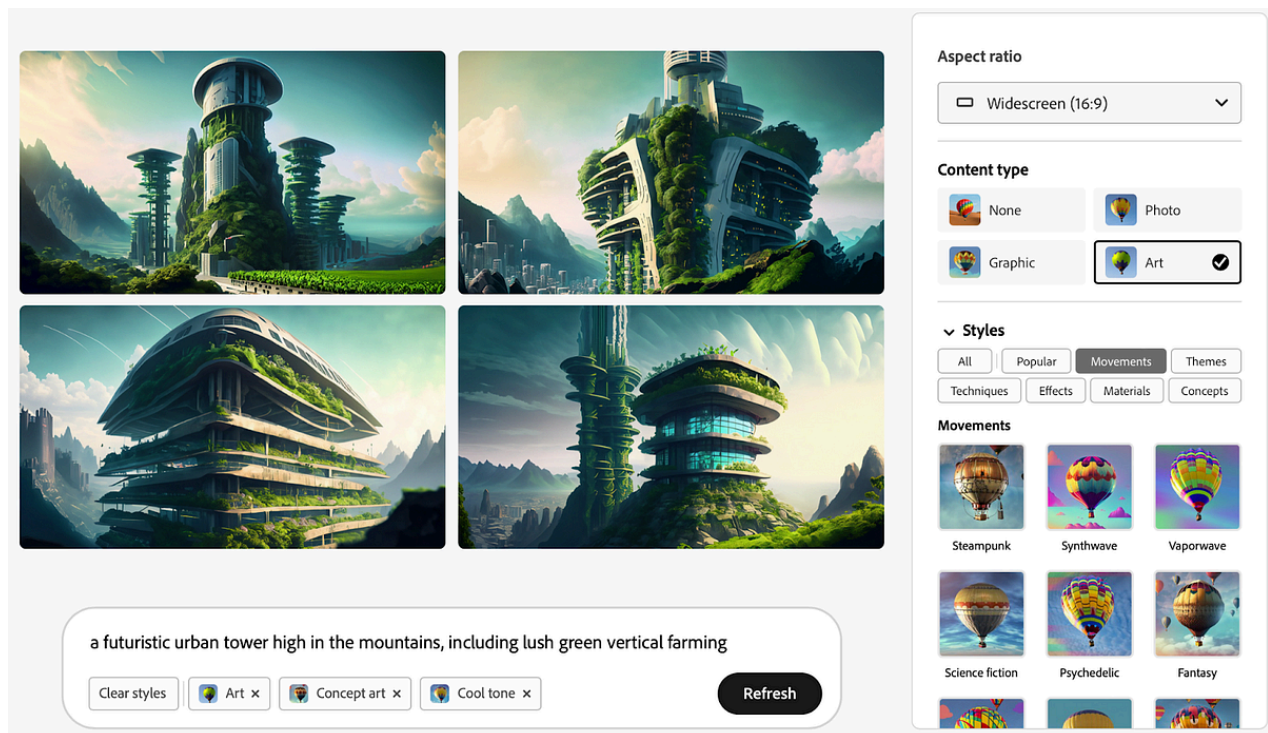 Aspect ratio
Widescreen (16:9)
Content type
None
Photo
Graphic
Art
Styles
All
Popular
Movements
Themes
Techniques
Effects
Materials
Concepts
Movements
Steampunk
Synthwave
Vaporwave
Science fiction
Psychedelic
Fantasy
a futuristic urban tower high in the mountains, including lush green vertical farming
Clear styles
Art
Concept art
Cool tone
Refresh